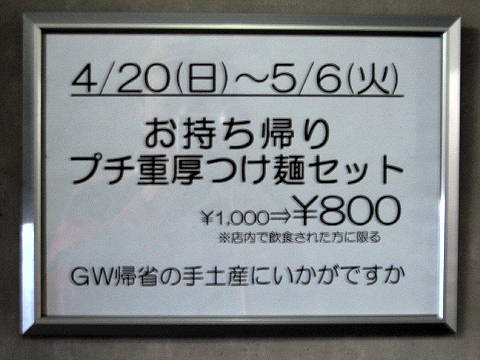 4/20(日)～5/6(火)
お持ち帰り
プチ重厚つけ麺セット
¥1,000⇒¥800
※店内で飲食された方に限る
GW帰省の手土産にいかがですか